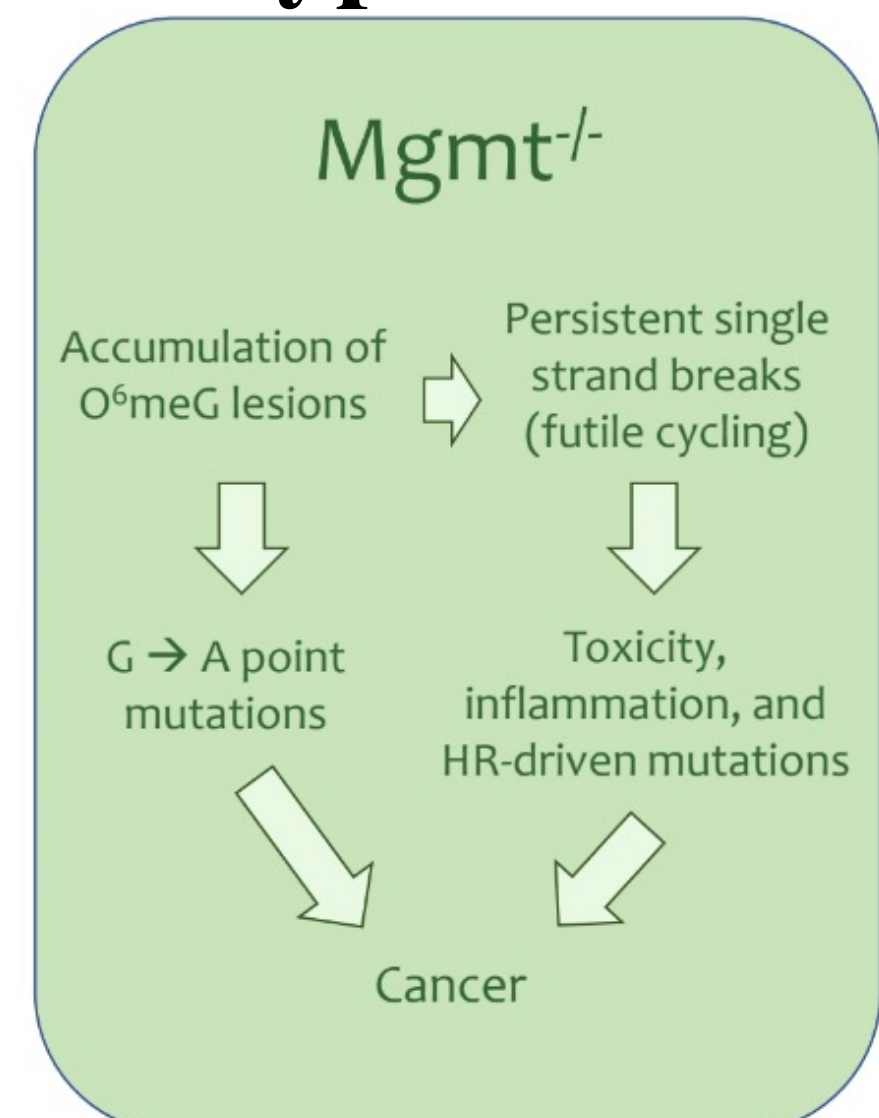 Mgmt-/-
Accumulation of
O⁶meG lesions
Persistent single
strand breaks
(futile cycling)
G → A point
mutations
Toxicity,
inflammation, and
HR-driven mutations
Cancer